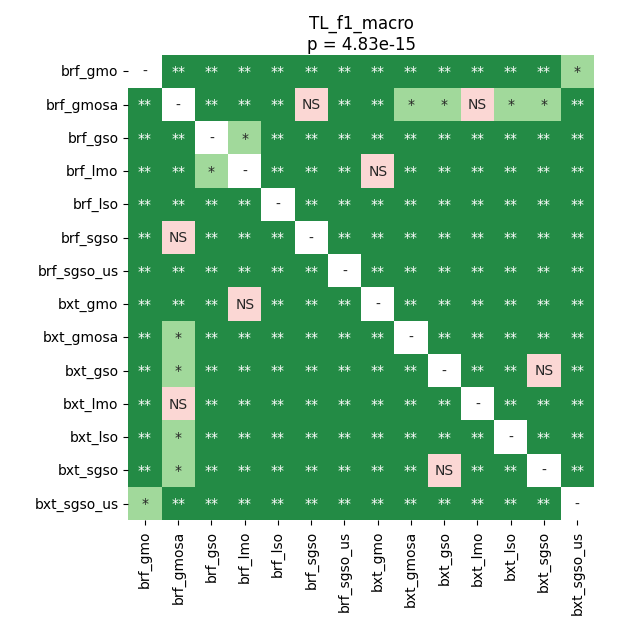 TL_f1_macro
p = 4.83e-15
brf_gmo - ** ** ** ** ** ** ** ** ** ** ** ** *
brf_gmosa ** - ** ** ** NS ** ** * * NS * * **
brf_gso ** ** - * ** ** ** ** ** ** ** ** ** **
brf_lmo ** ** * - ** ** ** NS ** ** ** ** ** **
brf_lso ** ** ** ** - ** ** ** ** ** ** ** ** **
brf_sgso ** NS ** ** ** - ** ** ** ** ** ** ** **
brf_sgso_us ** ** ** ** ** ** - ** ** ** ** ** ** **
bxt_gmo ** ** ** NS ** ** ** - ** ** ** ** ** **
bxt_gmosa ** * ** ** ** ** ** ** - ** ** ** ** **
bxt_gso ** * ** ** ** ** ** ** ** - ** ** NS **
bxt_lmo ** NS ** ** ** ** ** ** ** ** - ** ** **
bxt_lso ** * ** ** ** ** ** ** ** ** ** - ** **
bxt_sgso ** * ** ** ** ** ** ** ** NS ** ** - **
bxt_sgso_us * ** ** ** ** ** ** ** ** ** ** ** ** -
brf_gmo
brf_gmosa
brf_gso
brf_lmo
brf_lso
brf_sgso
brf_sgso_us
bxt_gmo
bxt_gmosa
bxt_gso
bxt_lmo
bxt_lso
bxt_sgso
bxt_sgso_us